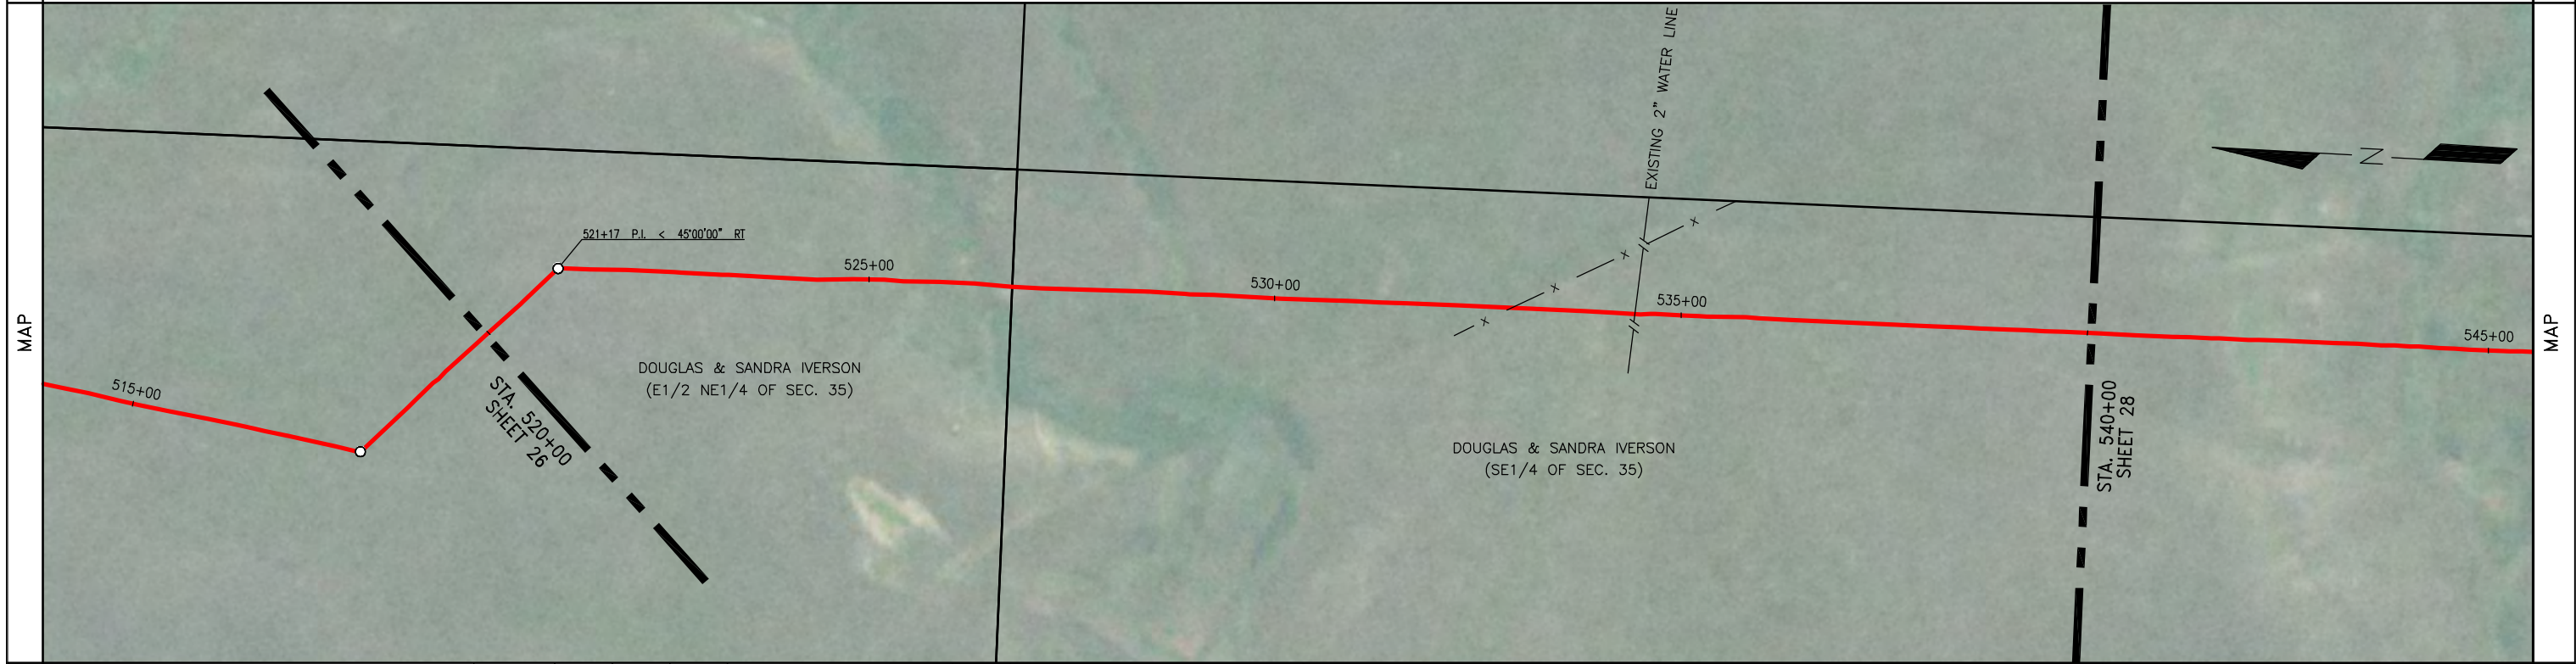 MAP
515+00
STA. 520+00
SHEET 26
521+17 P.I. < 45°00'00" RT
DOUGLAS & SANDRA IVERSON
(E1/2 NE1/4 OF SEC. 35)
525+00
530+00
EXISTING 2" WATER LINE
x
x
x
x
535+00
DOUGLAS & SANDRA IVERSON
(SE1/4 OF SEC. 35)
STA. 540+00
SHEET 28
N
545+00
MAP